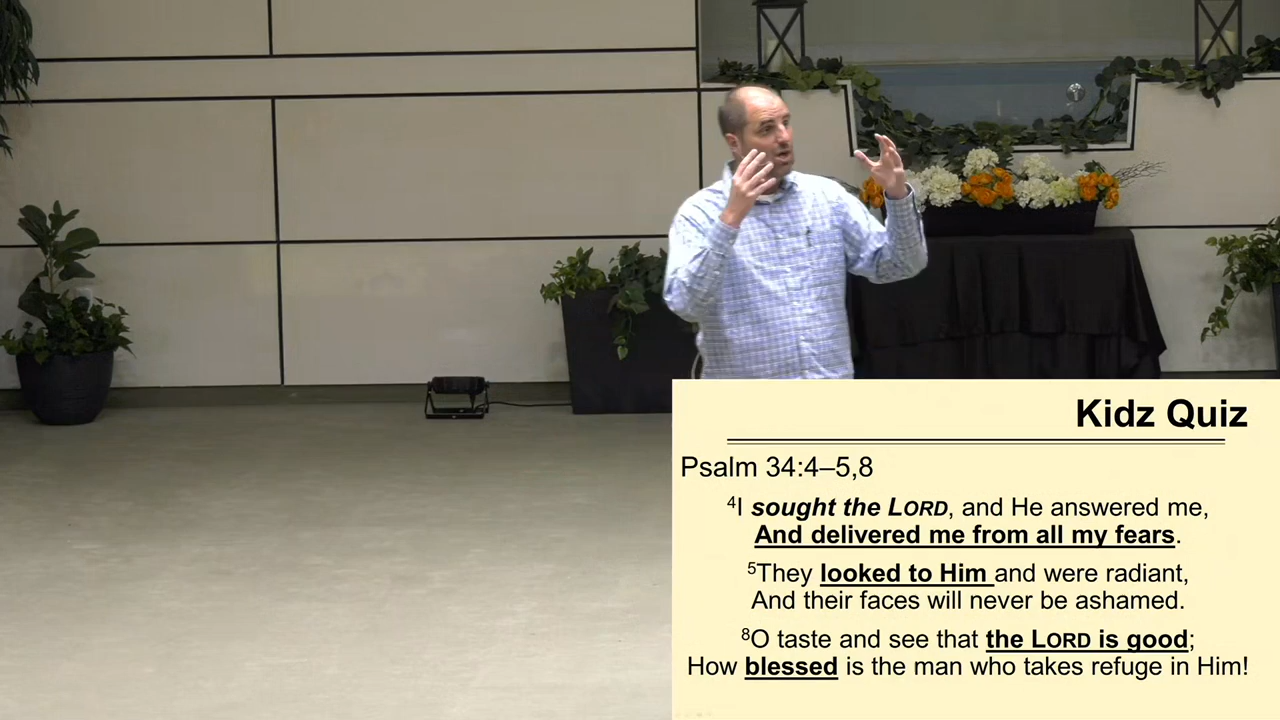 Kidz Quiz
Psalm 34:4–5,8
⁴I sought the LORD, and He answered me,
And delivered me from all my fears.
⁵They looked to Him and were radiant,
And their faces will never be ashamed.
⁸O taste and see that the LORD is good;
How blessed is the man who takes refuge in Him!